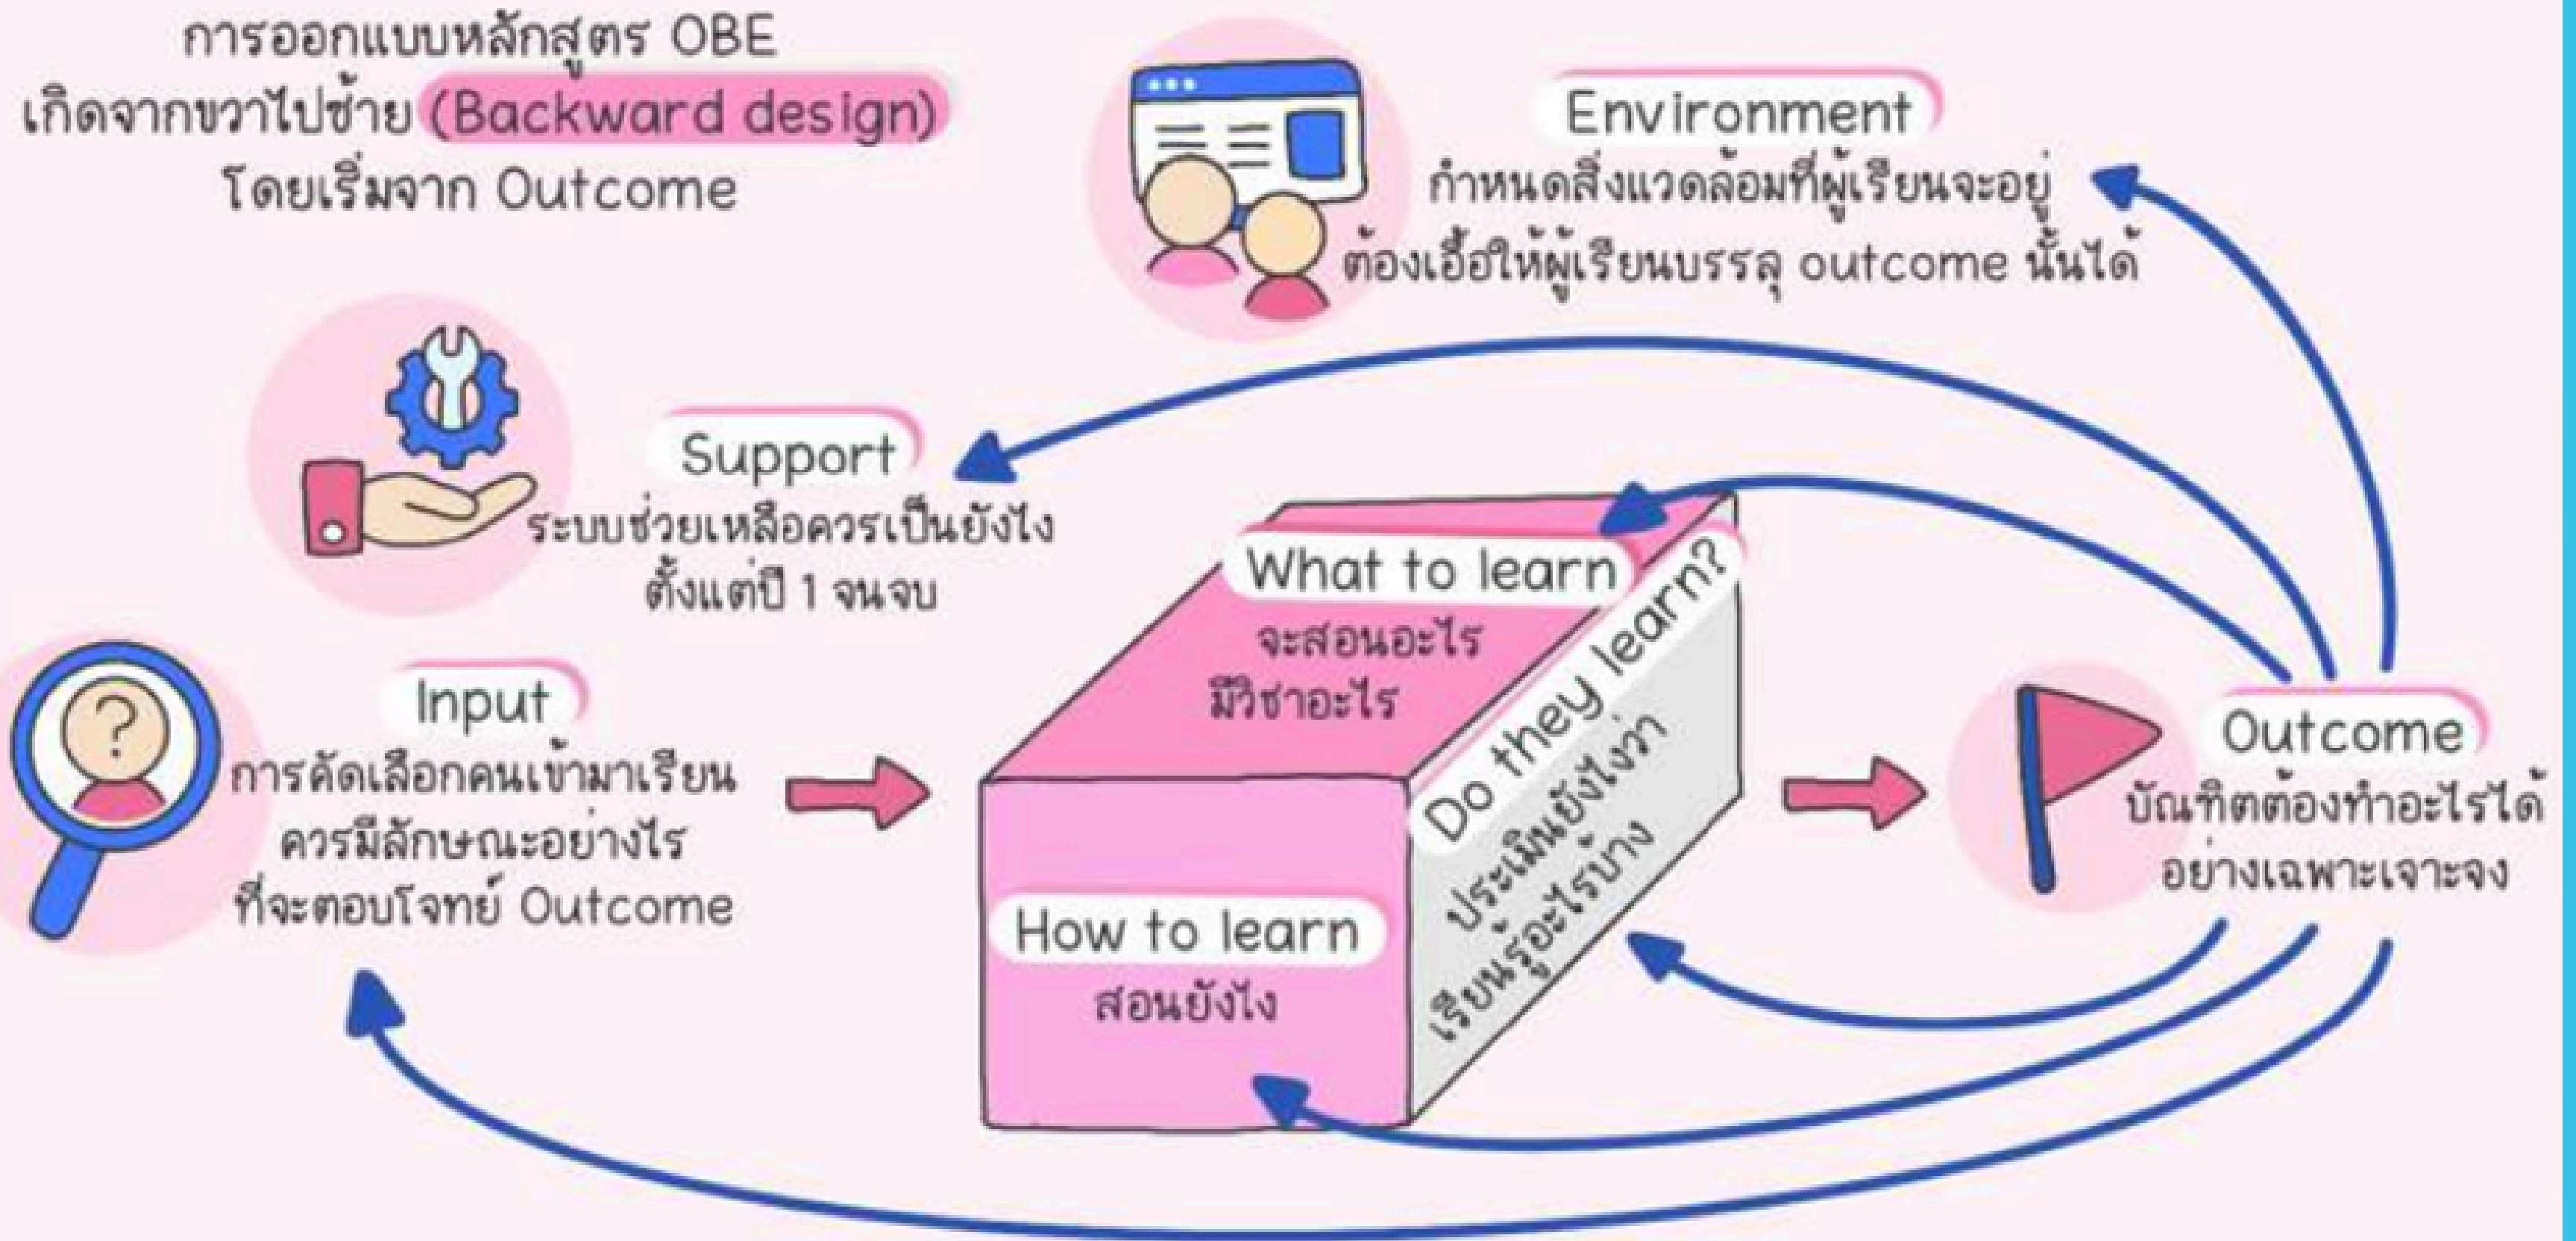 การออกแบบหลักสูตร OBE
เกิดจากขวาไปซ้าย (Backward design)
โดยเริ่มจาก Outcome
Environment
กำหนดสิ่งแวดล้อมที่ผู้เรียนจะอยู่
ต้องเอื้อให้ผู้เรียนบรรลุ outcome นั้นได้
Support
ระบบช่วยเหลือควรเป็นยังไง
ตั้งแต่ปี 1 จนจบ
Input
การคัดเลือกคนเข้ามาเรียน
ควรมีลักษณะอย่างไร
ที่จะตอบโจทย์ Outcome
What to learn
จะสอนอะไร
มีวิชาอะไร
How to learn
สอนยังไง
Do they learn?
ประเมินยังไงว่า
เรียนรู้อะไรบ้าง
Outcome
บัณฑิตต้องทำอะไรได้
อย่างเฉพาะเจาะจง